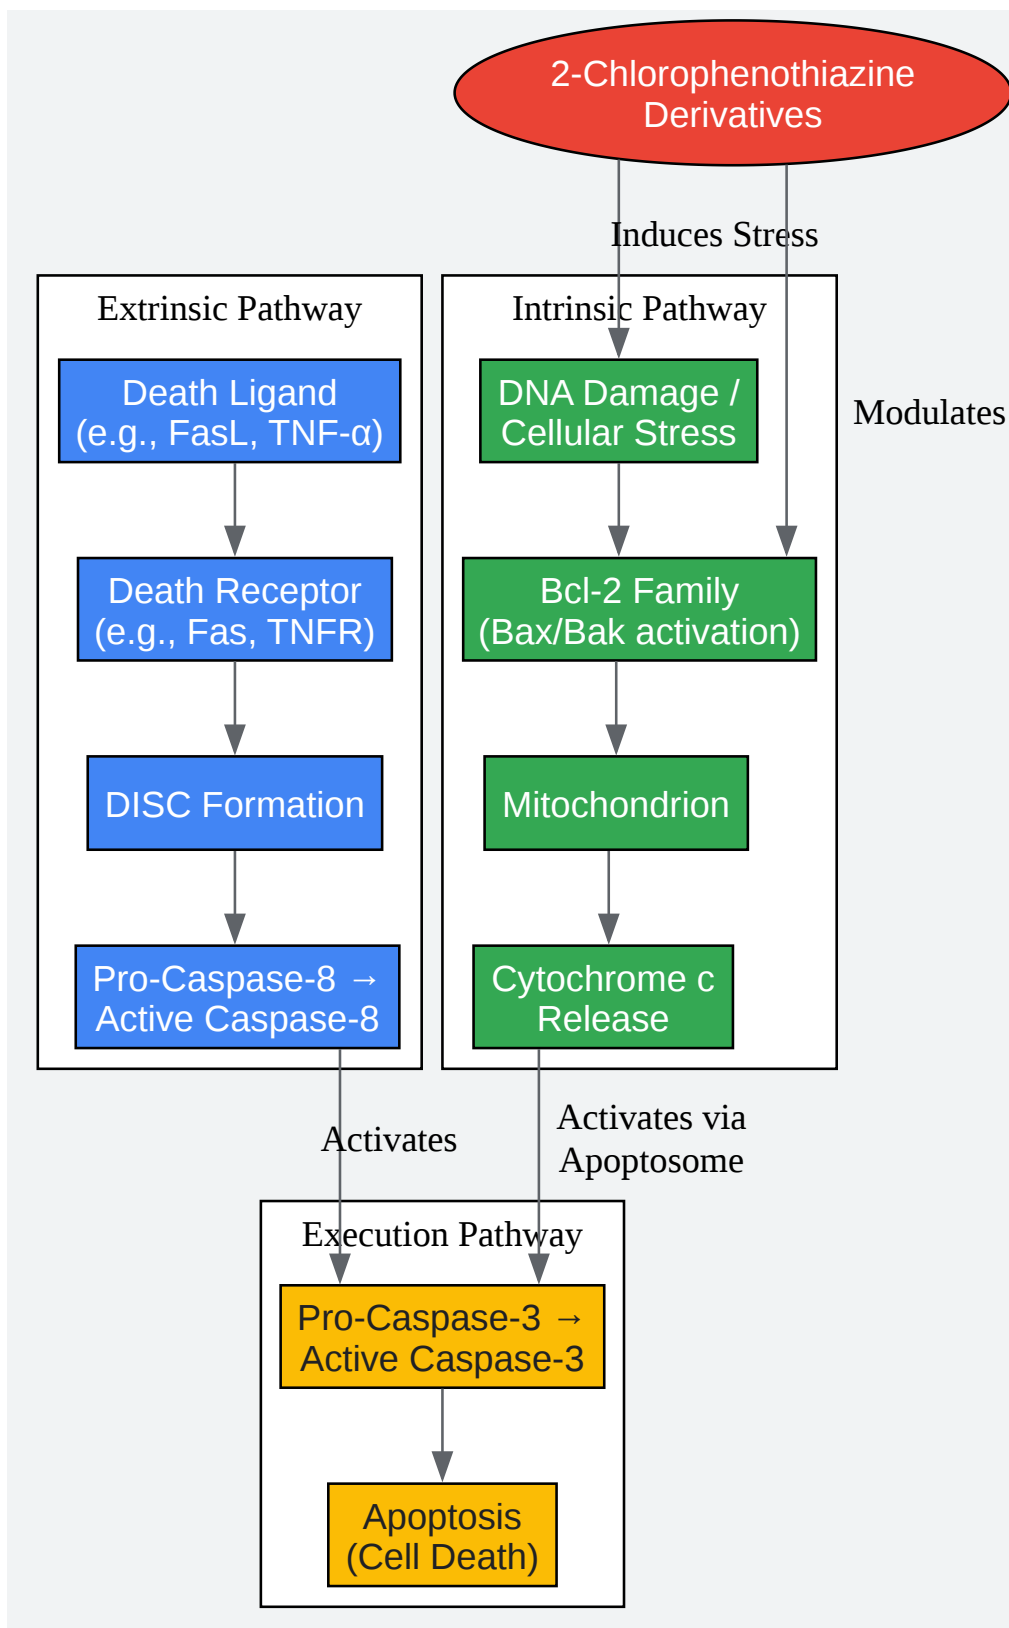 2-Chlorophenothiazine
Derivatives
Induces Stress
Modulates
Extrinsic Pathway
Death Ligand
(e.g., FasL, TNF-α)
Death Receptor
(e.g., Fas, TNFR)
DISC Formation
Pro-Caspase-8 →
Active Caspase-8
Intrinsic Pathway
DNA Damage /
Cellular Stress
Bcl-2 Family
(Bax/Bak activation)
Mitochondrion
Cytochrome c
Release
Activates
Activates via
Apoptosome
Execution Pathway
Pro-Caspase-3 →
Active Caspase-3
Apoptosis
(Cell Death)